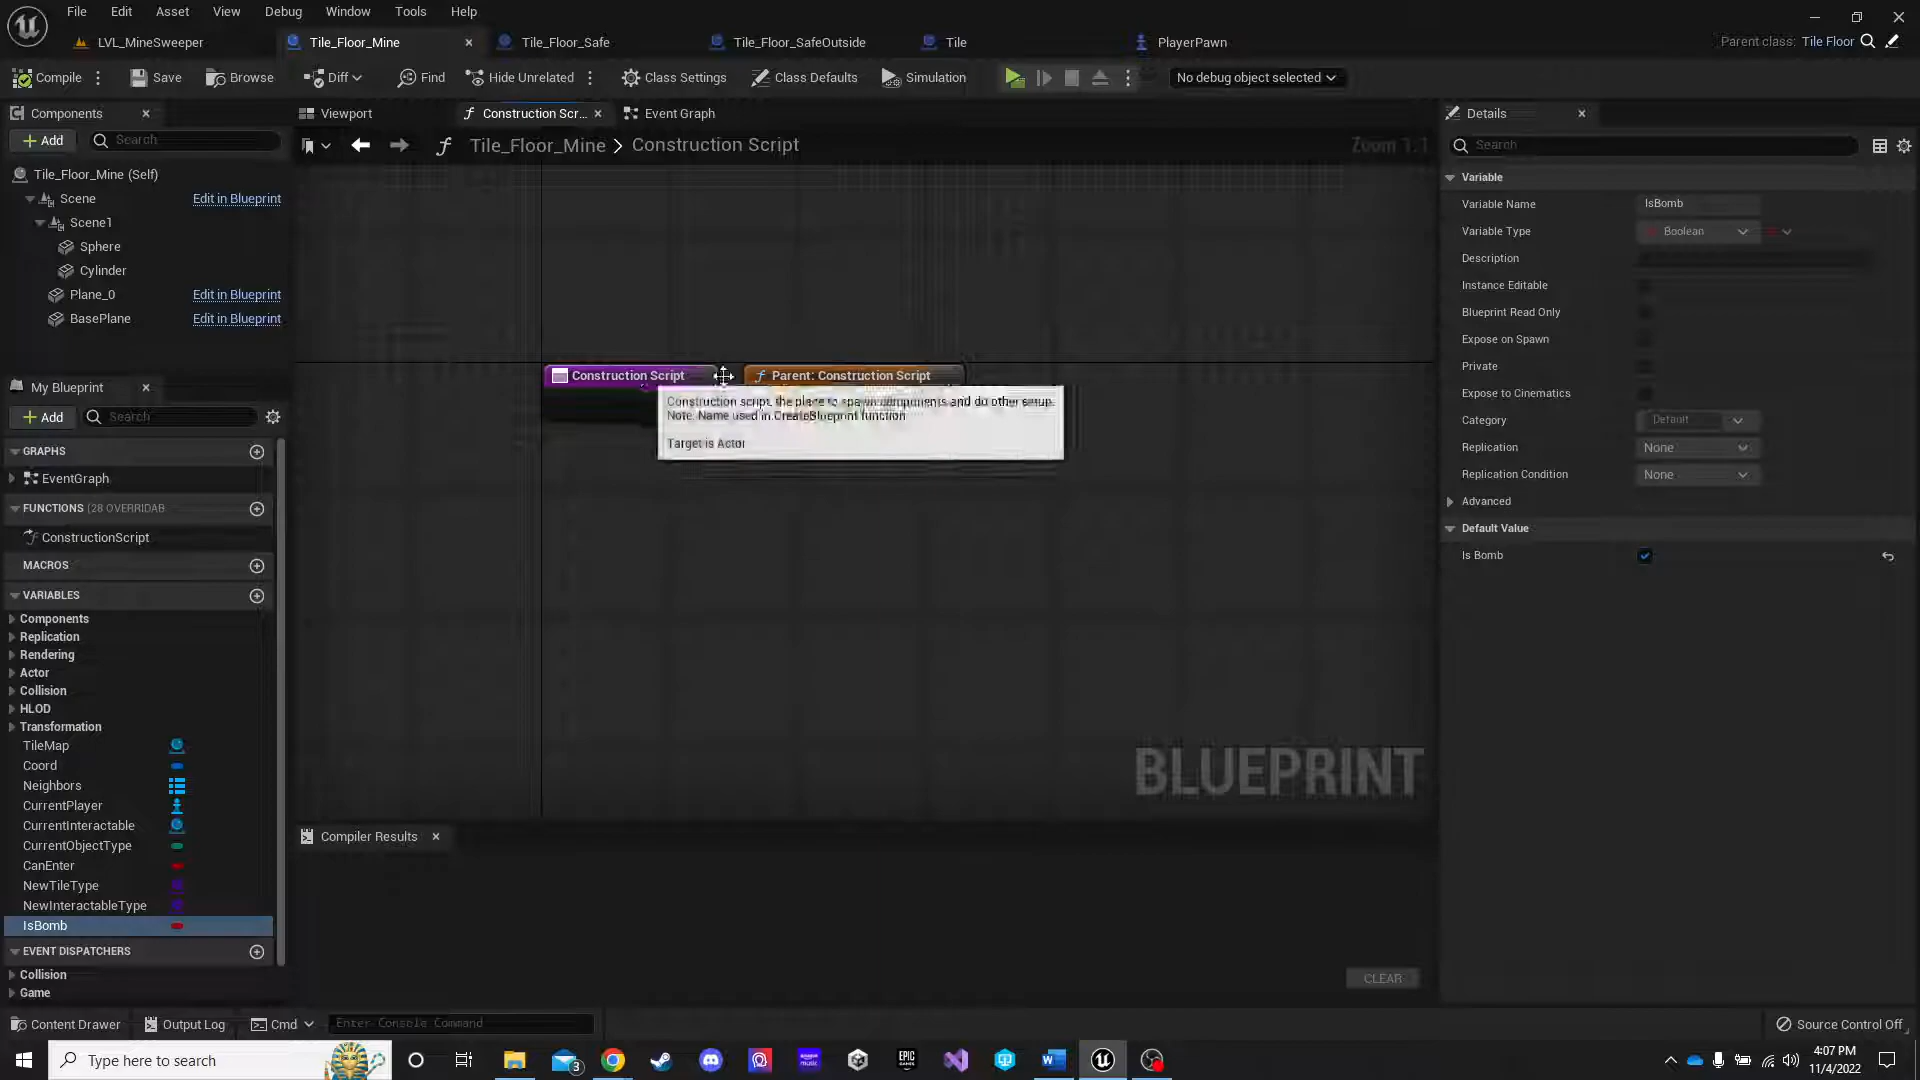 File Edit View Asset Debug Window Tools Help
LVL_MineSweeper Tile_Floor_Mine Tile_Floor_Safe Tile_Floor_SafeOutside Tile PlayerPawn Parent class: Tile Floor
Compile Save Browse Diff Find Hide Unrelated Class Settings Class Defaults Simulation No debug object selected
Components
Add Search
Tile_Floor_Mine (Self)
Scene Edit in Blueprint
Scene1
Sphere
Cylinder
Plane_0 Edit in Blueprint
BasePlane Edit in Blueprint
My Blueprint
Add Search
GRAPHS
EventGraph
FUNCTIONS (28 OVERRIDAB
ConstructionScript
MACROS
VARIABLES
Components
Replication
Rendering
Actor
Collision
HLOD
Transformation
TileMap
Coord
Neighbors
CurrentPlayer
CurrentInteractable
CurrentObjectType
CanEnter
NewTileType
NewInteractableType
IsBomb
EVENT DISPATCHERS
Collision
Game
Viewport Construction Scr... Event Graph
Tile_Floor_Mine > Construction Script Zoom 1:1
Construction Script Parent: Construction Script
Construction script, the place to spawn components and do other setup.
Note: Name used in CreateBlueprint function
Target is Actor
BLUEPRINT
Compiler Results
CLEAR
Details
Search
Variable
Variable Name IsBomb
Variable Type Boolean
Description
Instance Editable
Blueprint Read Only
Expose on Spawn
Private
Expose to Cinematics
Category Default
Replication None
Replication Condition None
Advanced
Default Value
Is Bomb
Content Drawer Output Log Cmd Enter Console Command Source Control Off
Type here to search 3 EPIC GAMES 4:07 PM
11/4/2022